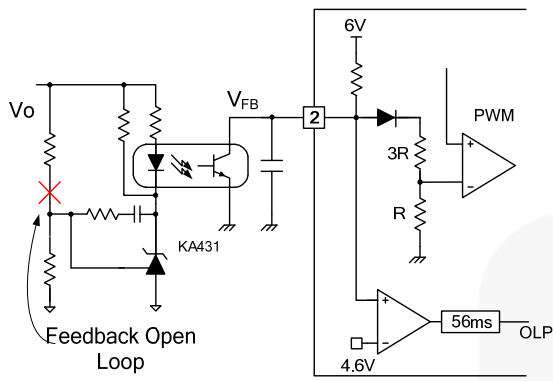 6V
Vo
VFB
2
PWM
+
3R
−
R
KA431
+
56ms
OLP
−
4.6V
Feedback Open
Loop